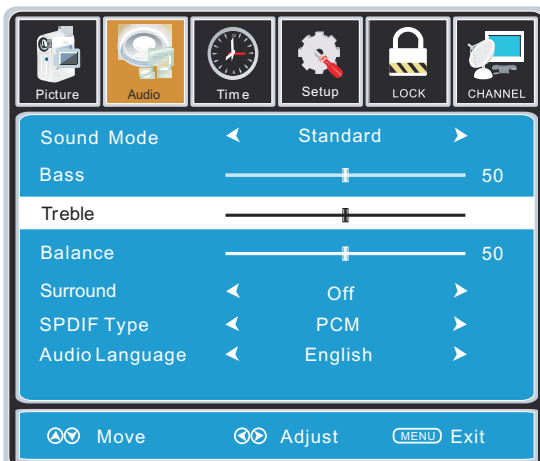 Picture Audio Time Setup LOCK CHANNEL
Sound Mode Standard
Bass 50
Treble
Balance 50
Surround Off
SPDIF Type PCM
Audio Language English
Move Adjust MENU Exit